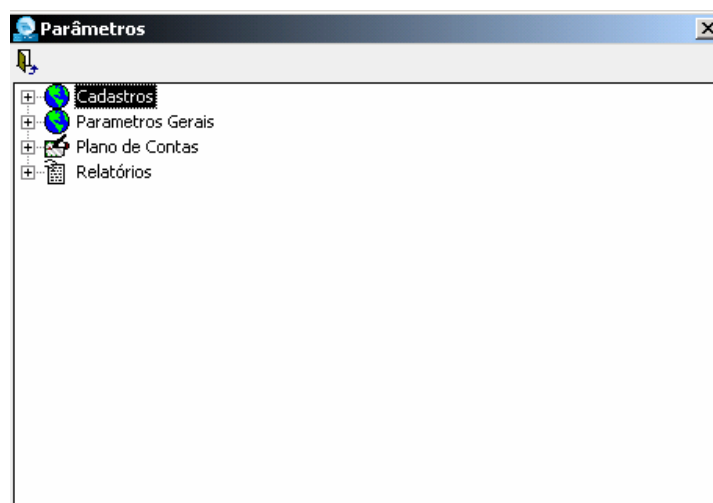 Parâmetros
Cadastros
Parametros Gerais
Plano de Contas
Relatórios